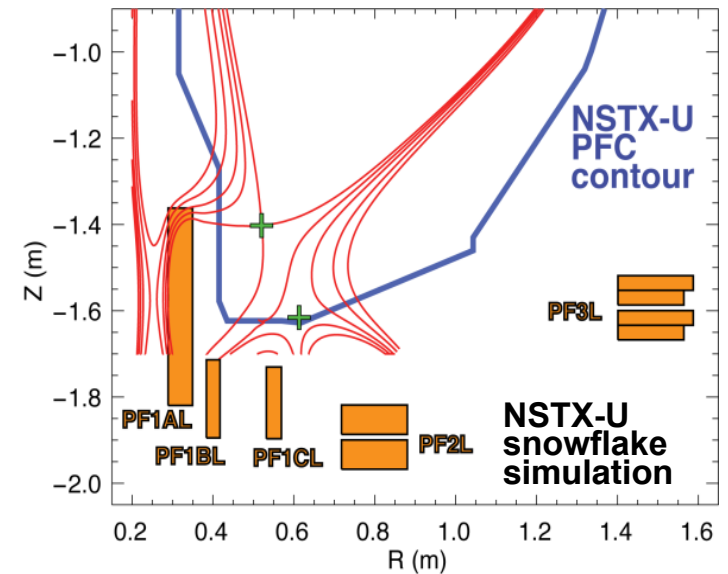 −1.0
−1.2
−1.4
−1.6
−1.8
−2.0
Z (m)
0.2 0.4 0.6 0.8 1.0 1.2 1.4 1.6
R (m)
NSTX-U
PFC
contour
PF3L
PF1AL
PF1BL
PF1CL
PF2L
NSTX-U
snowflake
simulation